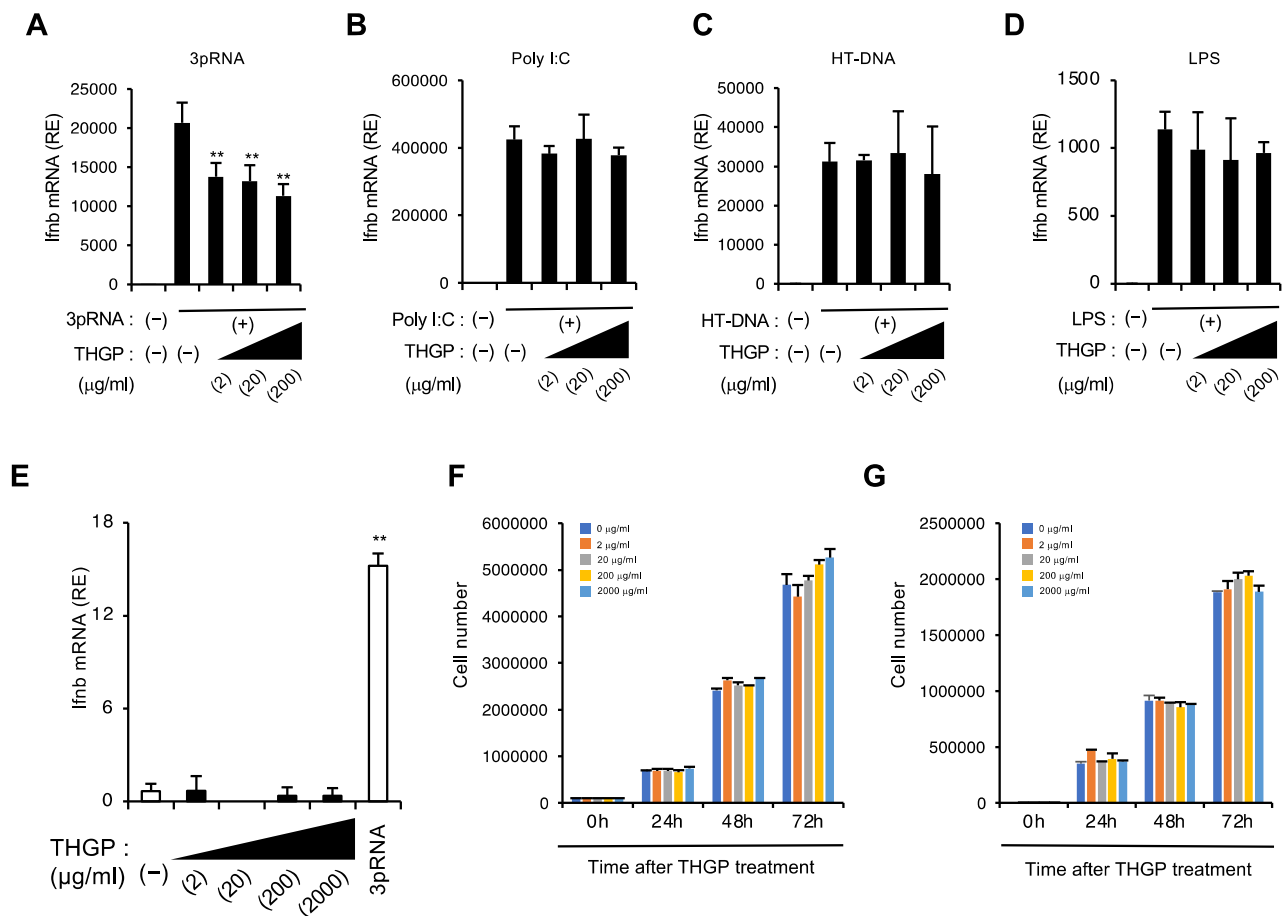 A
3pRNA
Ifnb mRNA (RE)
25000
20000
15000
10000
5000
0
** ** **
3pRNA : (−) (+)
THGP : (−) (−)
(μg/ml) (2) (20) (200)
B
Poly I:C
Ifnb mRNA (RE)
600000
400000
200000
0
Poly I:C : (−) (+)
THGP : (−) (−)
(μg/ml) (2) (20) (200)
C
HT-DNA
Ifnb mRNA (RE)
50000
40000
30000
20000
10000
0
HT-DNA : (−) (+)
THGP : (−) (−)
(μg/ml) (2) (20) (200)
D
LPS
Ifnb mRNA (RE)
1500
1000
500
0
LPS : (−) (+)
THGP : (−) (−)
(μg/ml) (2) (20) (200)
E
Ifnb mRNA (RE)
18
12
6
0
**
THGP :
(μg/ml) (−) (2) (20) (200) (2000) 3pRNA
F
Cell number
6000000
5000000
4000000
3000000
2000000
1000000
0
0 μg/ml
2 μg/ml
20 μg/ml
200 μg/ml
2000 μg/ml
0h 24h 48h 72h
Time after THGP treatment
G
Cell number
2500000
2000000
1500000
1000000
500000
0
0 μg/ml
2 μg/ml
20 μg/ml
200 μg/ml
2000 μg/ml
0h 24h 48h 72h
Time after THGP treatment